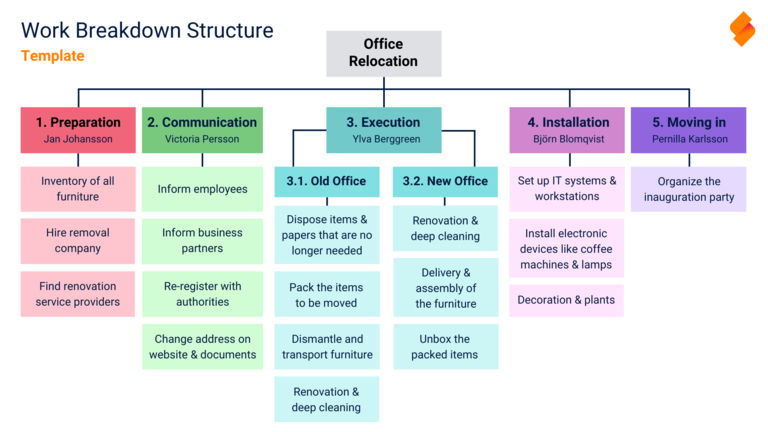 Work Breakdown Structure
Template
Office
Relocation
1. Preparation
Jan Johansson
Inventory of all
furniture
Hire removal
company
Find renovation
service providers
2. Communication
Victoria Persson
Inform employees
Inform business
partners
Re-register with
authorities
Change address on
website & documents
3. Execution
Ylva Berggreen
3.1. Old Office
Dispose items &
papers that are no
longer needed
Pack the items
to be moved
Dismantle and
transport furniture
Renovation &
deep cleaning
3.2. New Office
Renovation &
deep cleaning
Delivery &
assembly of
the furniture
Unbox the
packed items
4. Installation
Björn Blomqvist
Set up IT systems &
workstations
Install electronic
devices like coffee
machines & lamps
Decoration & plants
5. Moving in
Pernilla Karlsson
Organize the
inauguration party